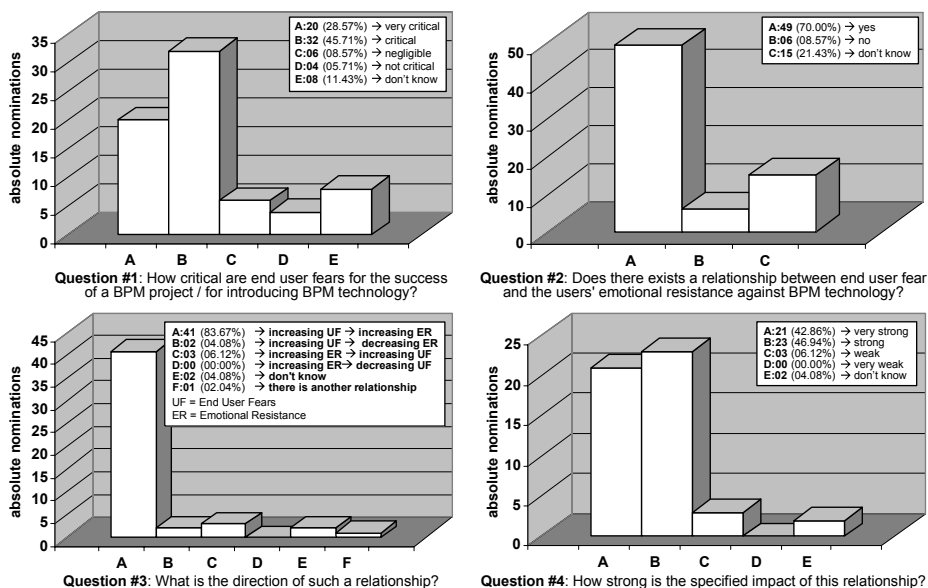 absolute nominations
35
30
25
20
15
10
5
0
A:20 (28.57%) → very critical
B:32 (45.71%) → critical
C:06 (08.57%) → negligible
D:04 (05.71%) → not critical
E:08 (11.43%) → don't know
A B C D E
Question #1: How critical are end user fears for the success
of a BPM project / for introducing BPM technology?
absolute nominations
50
40
30
20
10
0
A:49 (70.00%) → yes
B:06 (08.57%) → no
C:15 (21.43%) → don't know
A B C
Question #2: Does there exists a relationship between end user fear
and the users' emotional resistance against BPM technology?
absolute nominations
45
40
35
30
25
20
15
10
5
0
A:41 (83.67%) → increasing UF → increasing ER
B:02 (04.08%) → increasing UF → decreasing ER
C:03 (06.12%) → increasing ER → increasing UF
D:00 (00.00%) → increasing ER→ decreasing UF
E:02 (04.08%) → don't know
F:01 (02.04%) → there is another relationship
UF = End User Fears
ER = Emotional Resistance
A B C D E F
Question #3: What is the direction of such a relationship?
absolute nominations
25
20
15
10
5
0
A:21 (42.86%) → very strong
B:23 (46.94%) → strong
C:03 (06.12%) → weak
D:00 (00.00%) → very weak
E:02 (04.08%) → don't know
A B C D E
Question #4: How strong is the specified impact of this relationship?